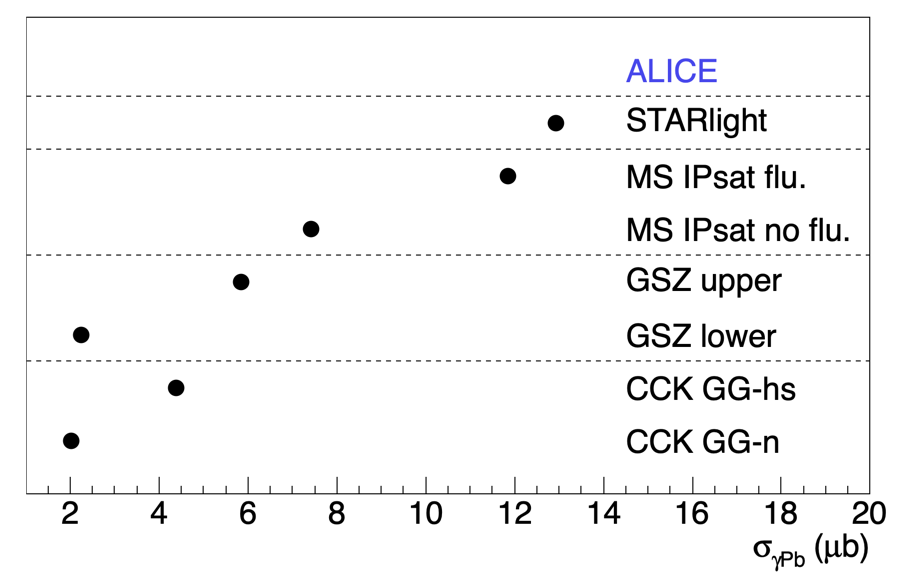 ALICE
STARlight
MS IPsat flu.
MS IPsat no flu.
GSZ upper
GSZ lower
CCK GG-hs
CCK GG-n
2 4 6 8 10 12 14 16 18 20
σγPb (μb)